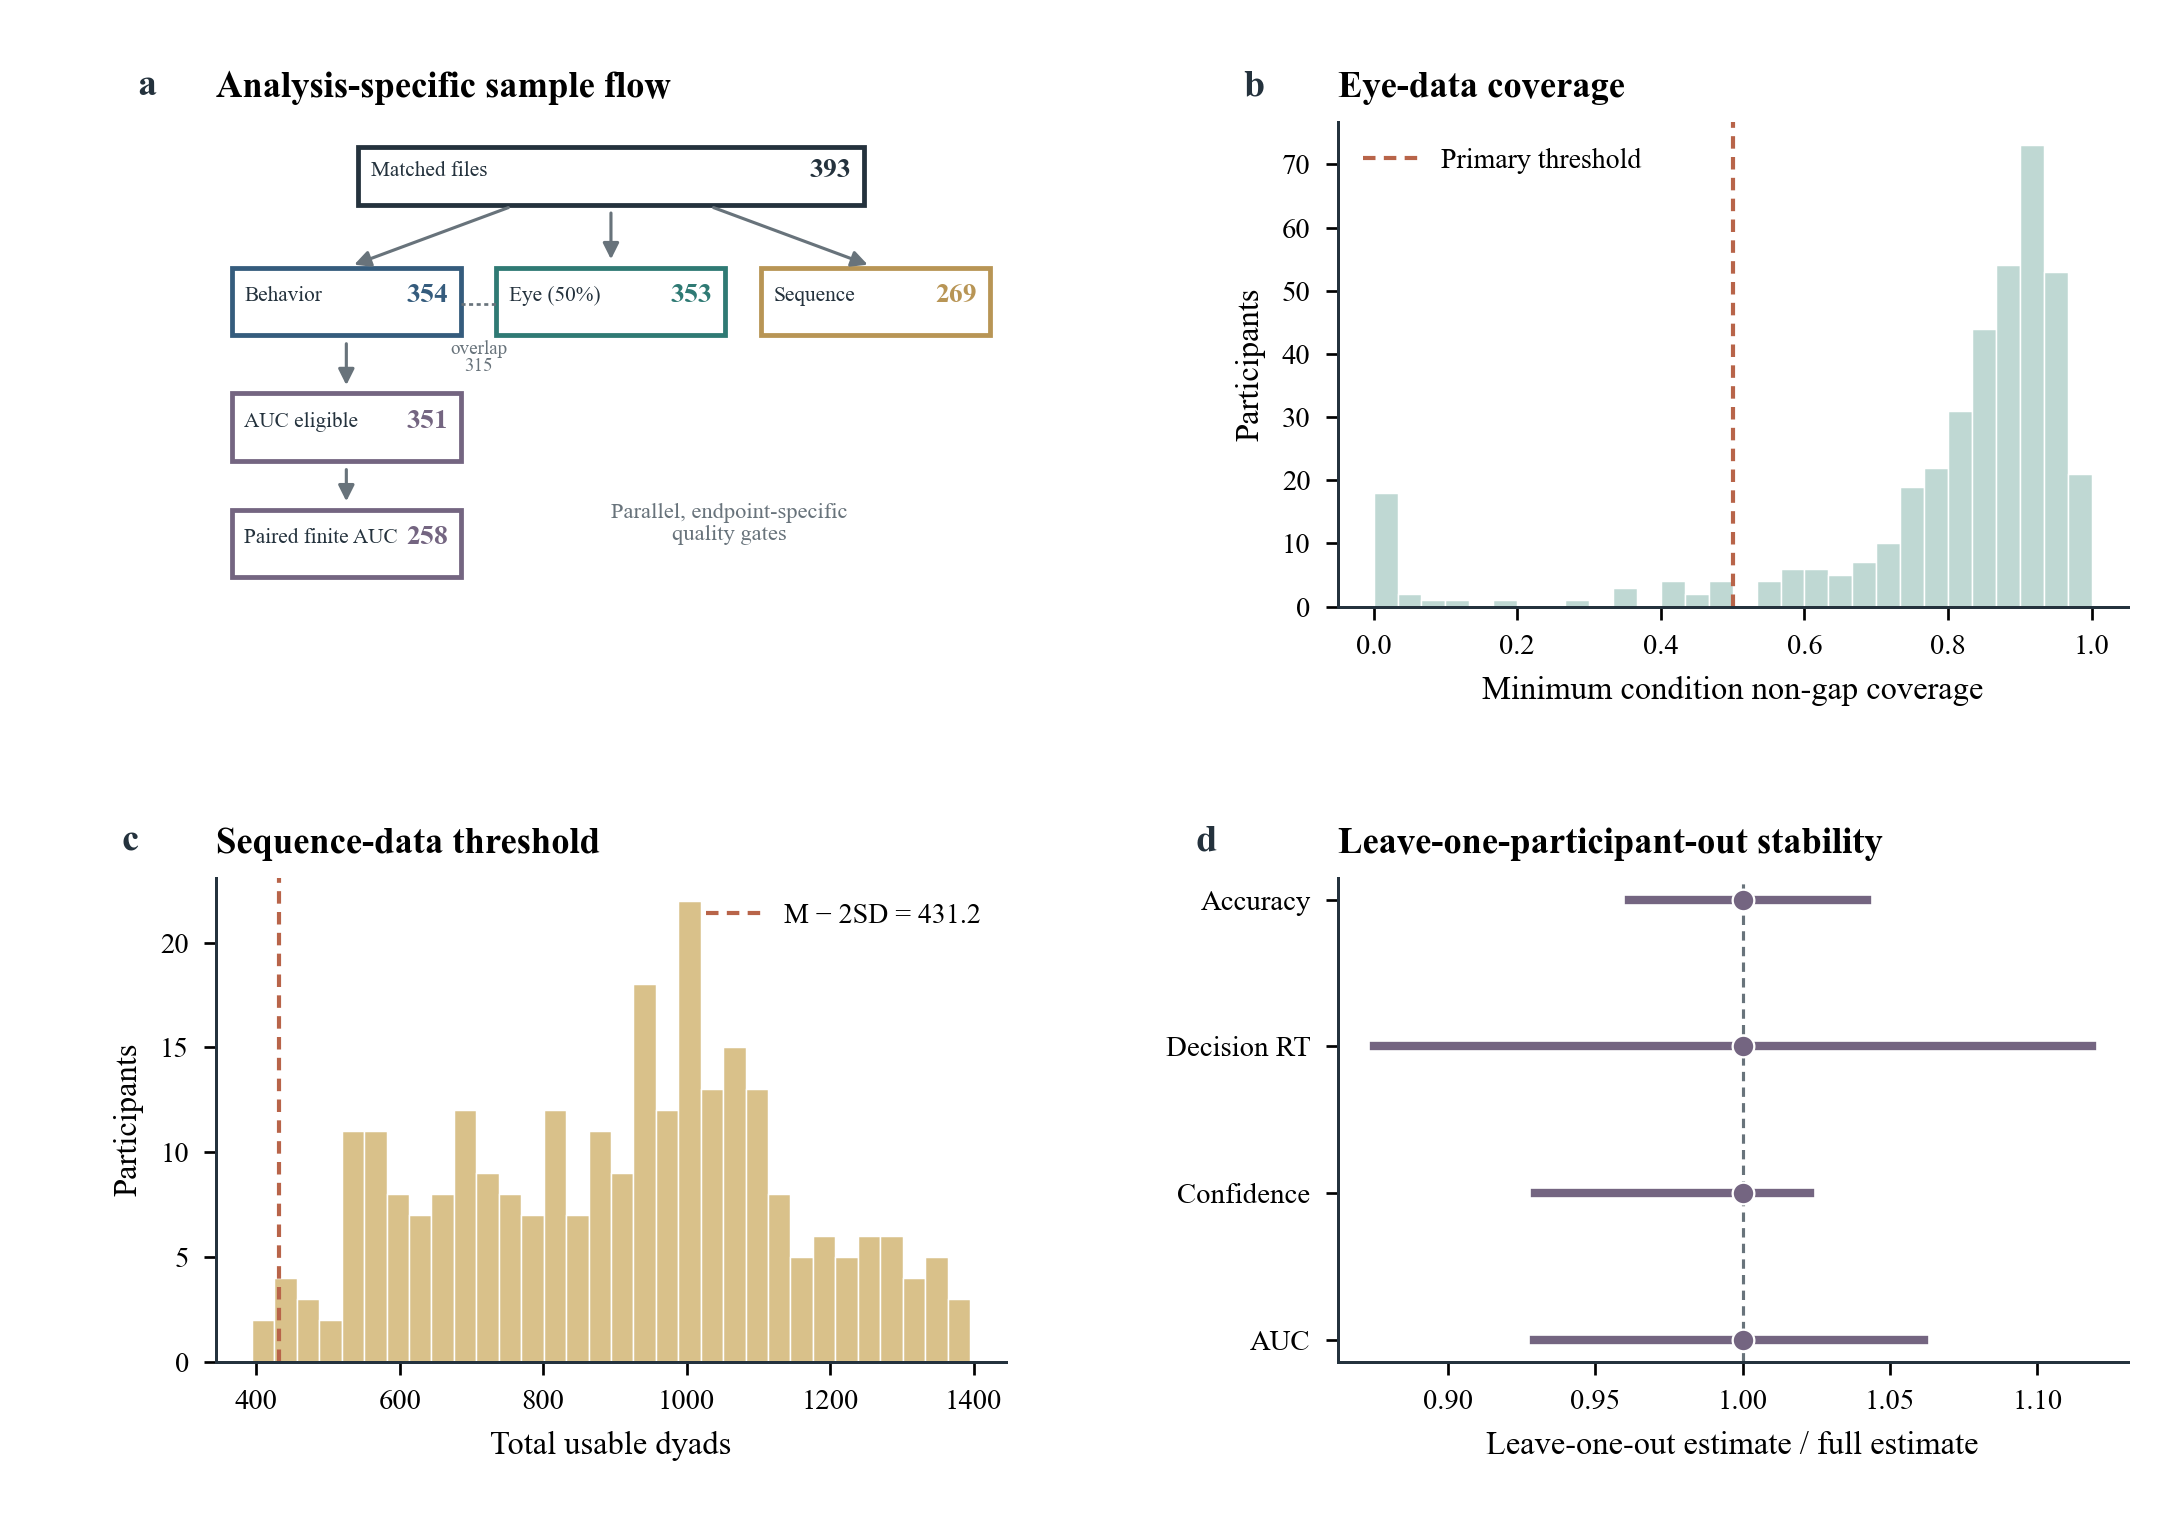 a
Analysis-specific sample flow
Matched files 393
Behavior 354
Eye (50%) 353
Sequence 269
overlap
315
AUC eligible 351
Parallel, endpoint-specific
quality gates
Paired finite AUC 258
b
Eye-data coverage
Primary threshold
Participants
70
60
50
40
30
20
10
0
0.0 0.2 0.4 0.6 0.8 1.0
Minimum condition non-gap coverage
c
Sequence-data threshold
M − 2SD = 431.2
Participants
20
15
10
5
0
400 600 800 1000 1200 1400
Total usable dyads
d
Leave-one-participant-out stability
Accuracy
Decision RT
Confidence
AUC
0.90 0.95 1.00 1.05 1.10
Leave-one-out estimate / full estimate